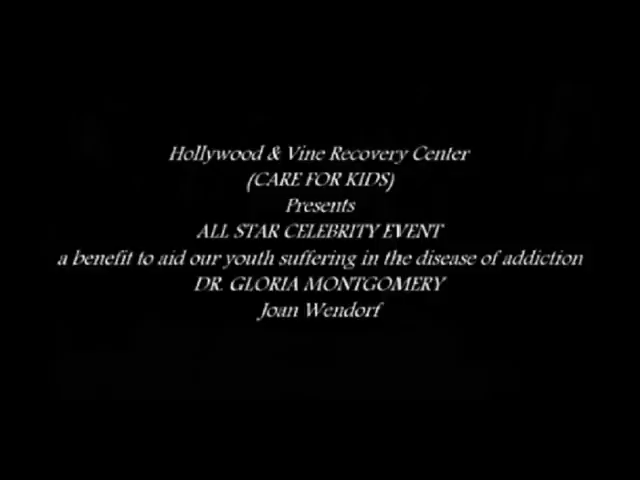 Hollywood & Vine Recovery Center
(CARE FOR KIDS)
Presents
ALL STAR CELEBRITY EVENT
a benefit to aid our youth suffering in the disease of addiction
DR. GLORIA MONTGOMERY
Joan Wendorf